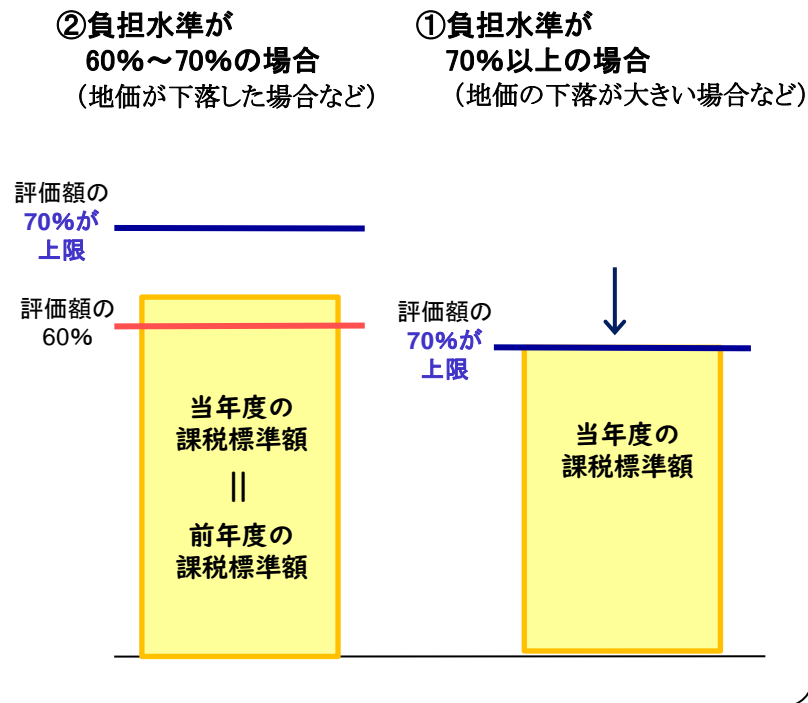 ②負担水準が
60%～70%の場合
（地価が下落した場合など）
評価額の
70%が
上限
評価額の
60%
当年度の
課税標準額
||
前年度の
課税標準額
①負担水準が
70%以上の場合
（地価の下落が大きい場合など）
評価額の
70%が
上限
当年度の
課税標準額